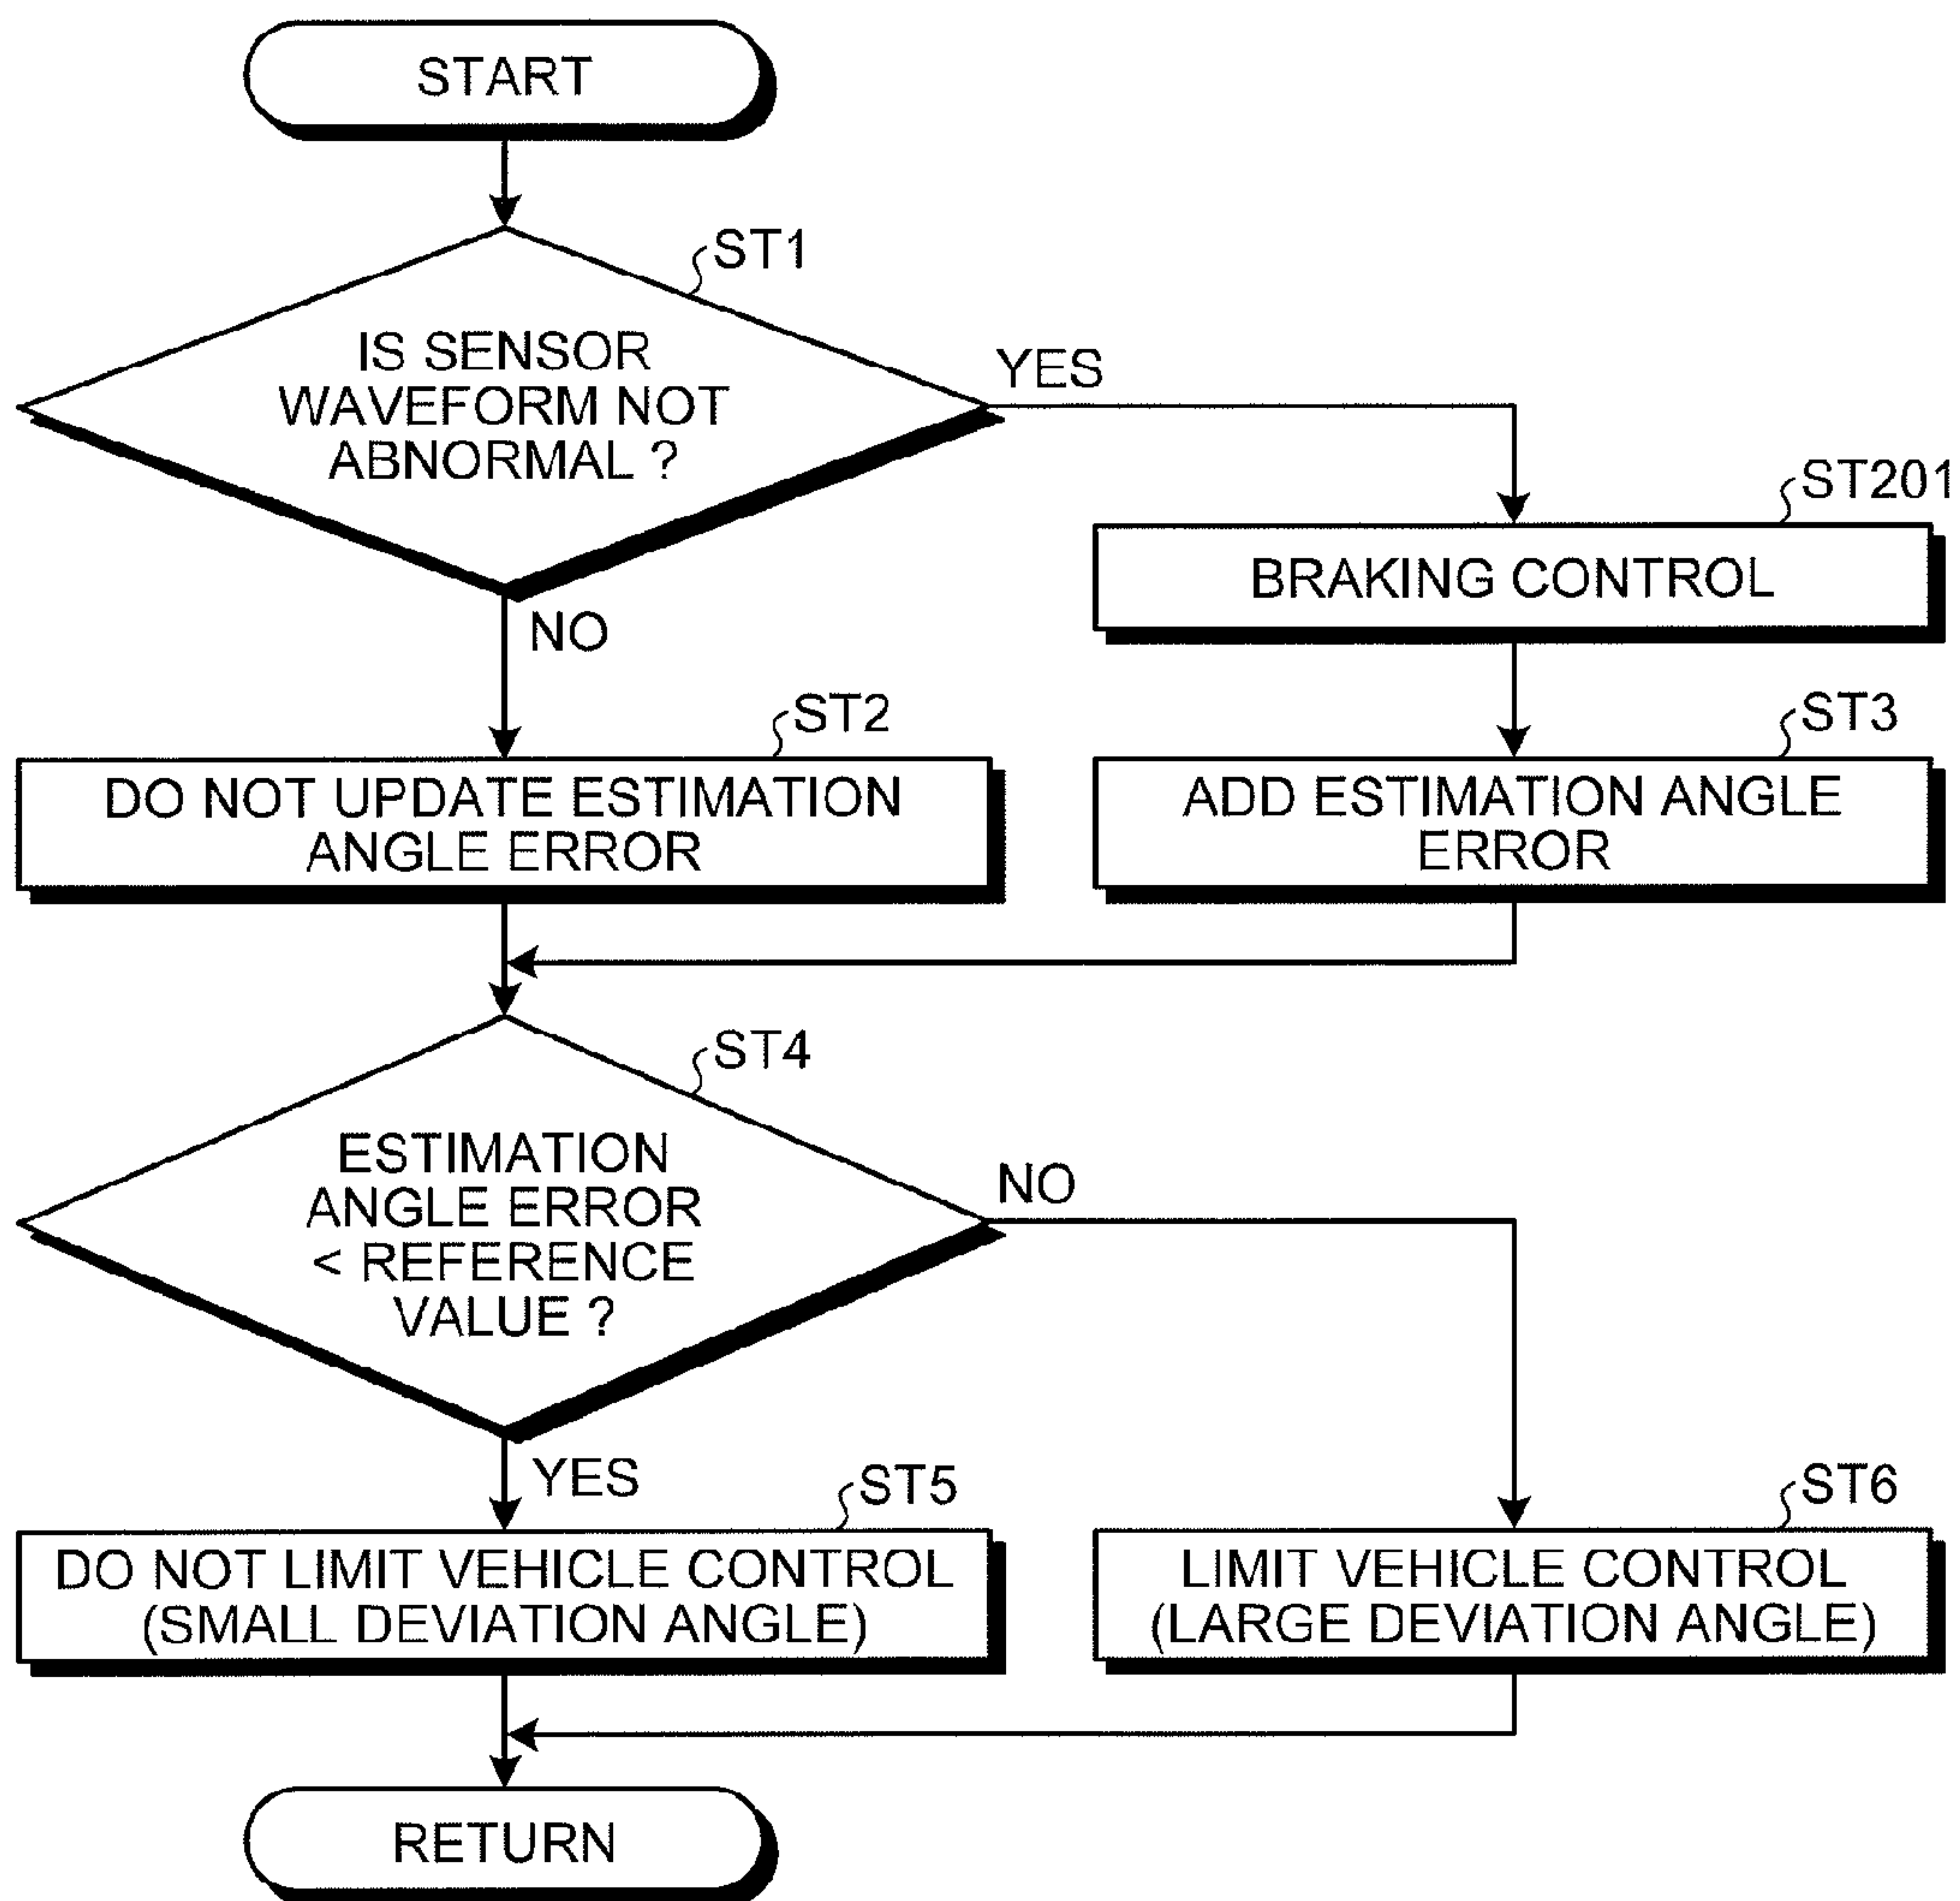 START
ST1
IS SENSOR
WAVEFORM NOT
ABNORMAL ?
YES
NO
ST201
BRAKING CONTROL
ST2
DO NOT UPDATE ESTIMATION
ANGLE ERROR
ST3
ADD ESTIMATION ANGLE
ERROR
ST4
ESTIMATION
ANGLE ERROR
< REFERENCE
VALUE ?
NO
YES
ST5
DO NOT LIMIT VEHICLE CONTROL
(SMALL DEVIATION ANGLE)
ST6
LIMIT VEHICLE CONTROL
(LARGE DEVIATION ANGLE)
RETURN